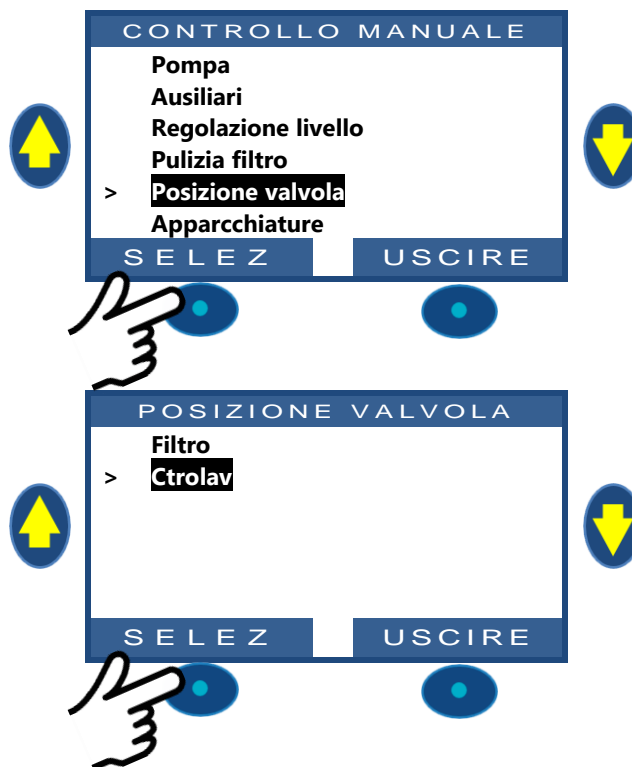 CONTROLLO MANUALE
Pompa
Ausiliari
Regolazione livello
Pulizia filtro
> Posizione valvola
Apparcchiature
SELEZ USCIRE
POSIZIONE VALVOLA
Filtro
> Ctrolav
SELEZ USCIRE